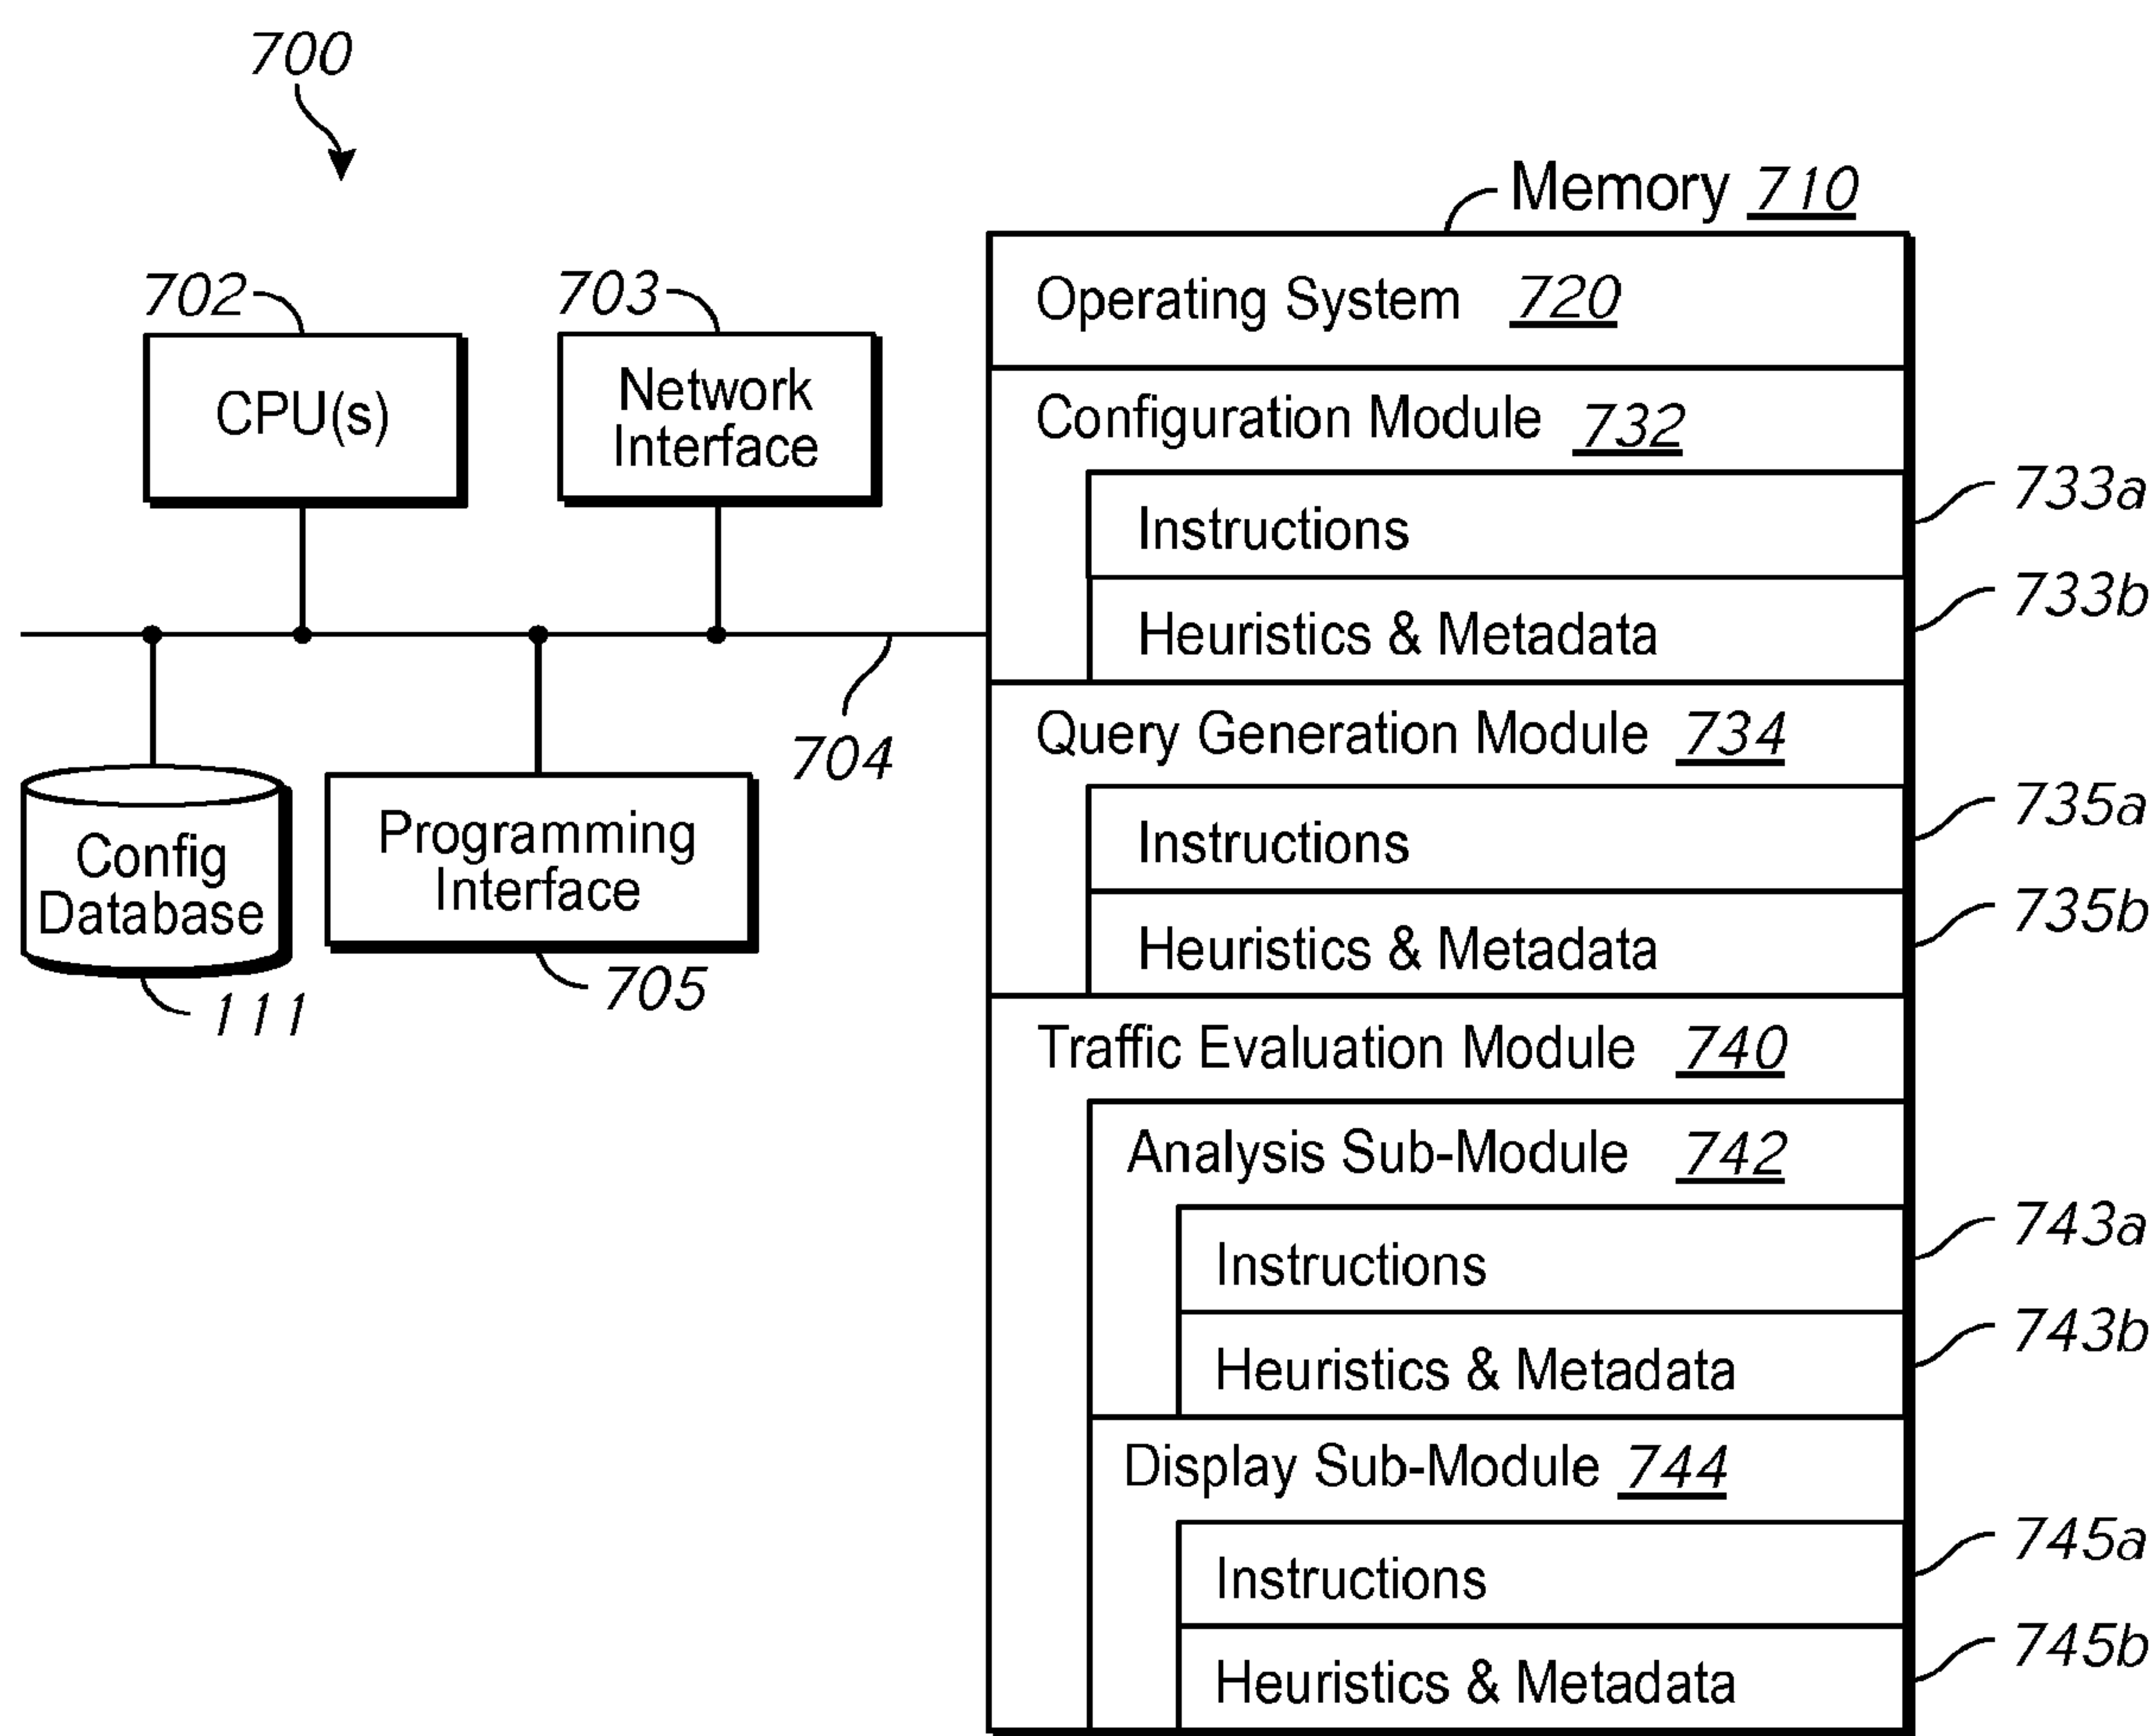 700
Memory 710
702
703
CPU(s)
Network
Interface
704
Config
Database
111
Programming
Interface
705
Operating System 720
Configuration Module 732
Instructions
733a
Heuristics & Metadata
733b
Query Generation Module 734
Instructions
735a
Heuristics & Metadata
735b
Traffic Evaluation Module 740
Analysis Sub-Module 742
Instructions
743a
Heuristics & Metadata
743b
Display Sub-Module 744
Instructions
745a
Heuristics & Metadata
745b